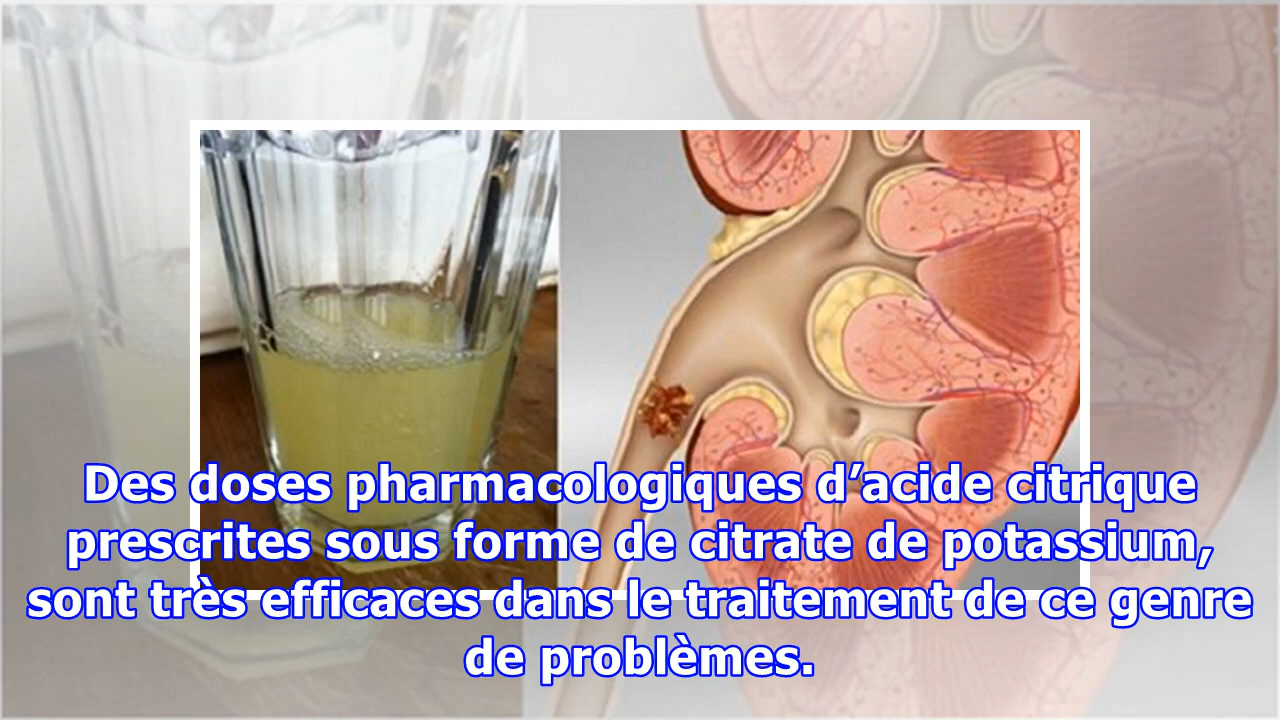 Des doses pharmacologiques d’acide citrique
prescrites sous forme de citrate de potassium,
sont très efficaces dans le traitement de ce genre
de problèmes.